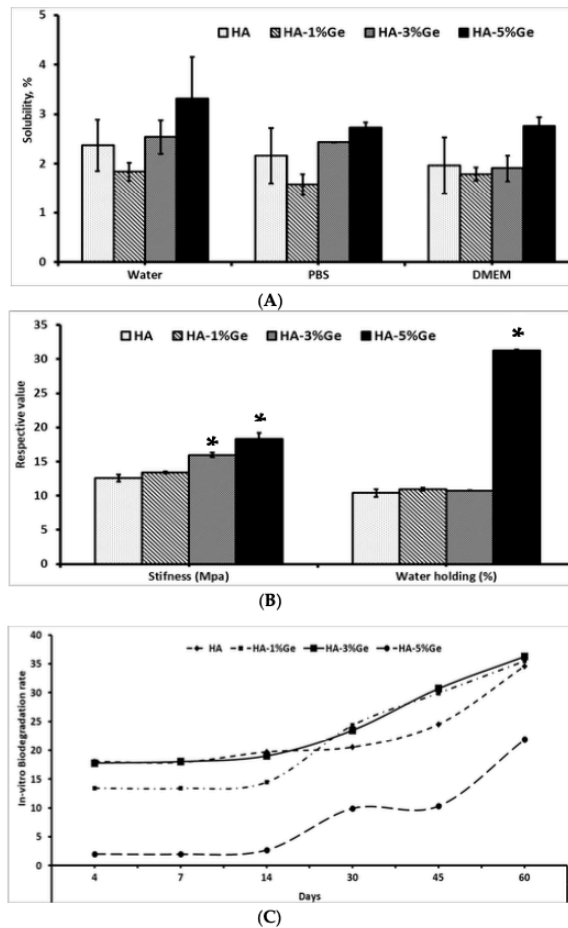 5
HA HA-1%Ge HA-3%Ge HA-5%Ge
4
3
2
1
0
Solubility, %
Water PBS DMEM
(A)
35
HA HA-1%Ge HA-3%Ge HA-5%Ge
30
25
20
15
10
5
0
Respective value
* * *
Stifness (Mpa) Water holding (%)
(B)
40
HA HA-1%Ge HA-3%Ge HA-5%Ge
35
30
25
20
15
10
5
0
In-vitro Biodegradation rate
4 7 14 30 45 60
Days
(C)